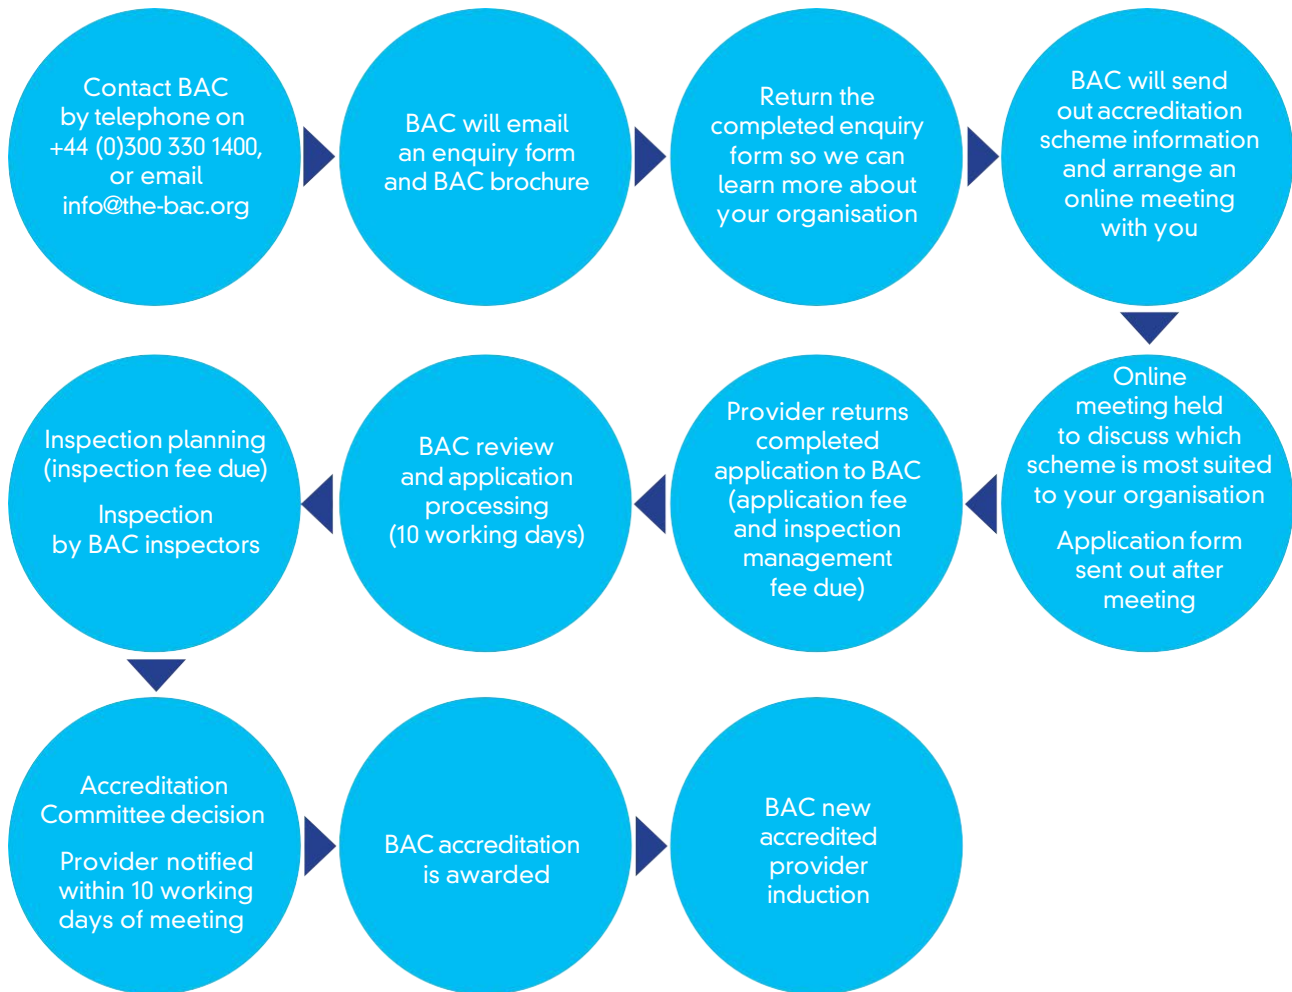 Contact BAC
by telephone on
+44 (0)300 330 1400,
or email
info@the-bac.org
BAC will email
an enquiry form
and BAC brochure
Return the
completed enquiry
form so we can
learn more about
your organisation
BAC will send
out accreditation
scheme information
and arrange an
online meeting
with you
Online
meeting held
to discuss which
scheme is most suited
to your organisation
Application form
sent out after
meeting
Provider returns
completed
application to BAC
(application fee
and inspection
management
fee due)
BAC review
and application
processing
(10 working days)
Inspection planning
(inspection fee due)
Inspection
by BAC inspectors
Accreditation
Committee decision
Provider notified
within 10 working
days of meeting
BAC accreditation
is awarded
BAC new
accredited
provider
induction